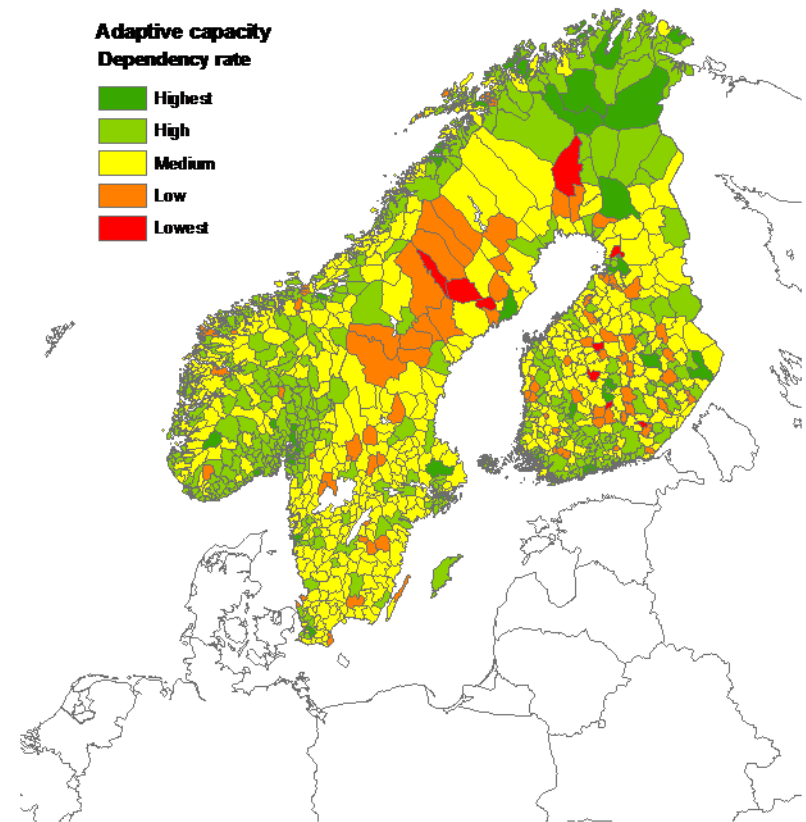 Adaptive capacity
Dependency rate
Highest
High
Medium
Low
Lowest